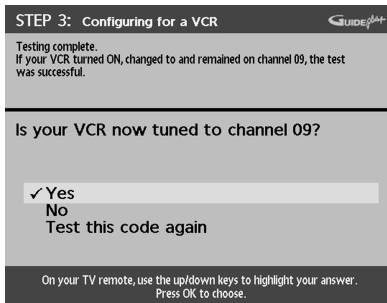 STEP 3: Configuring for a VCR
GUIDE plus+
Testing complete.
If your VCR turned ON, changed to and remained on channel 09, the test
was successful.
Is your VCR now tuned to channel 09?
✓ Yes
No
Test this code again
On your TV remote, use the up/down keys to highlight your answer.
Press OK to choose.